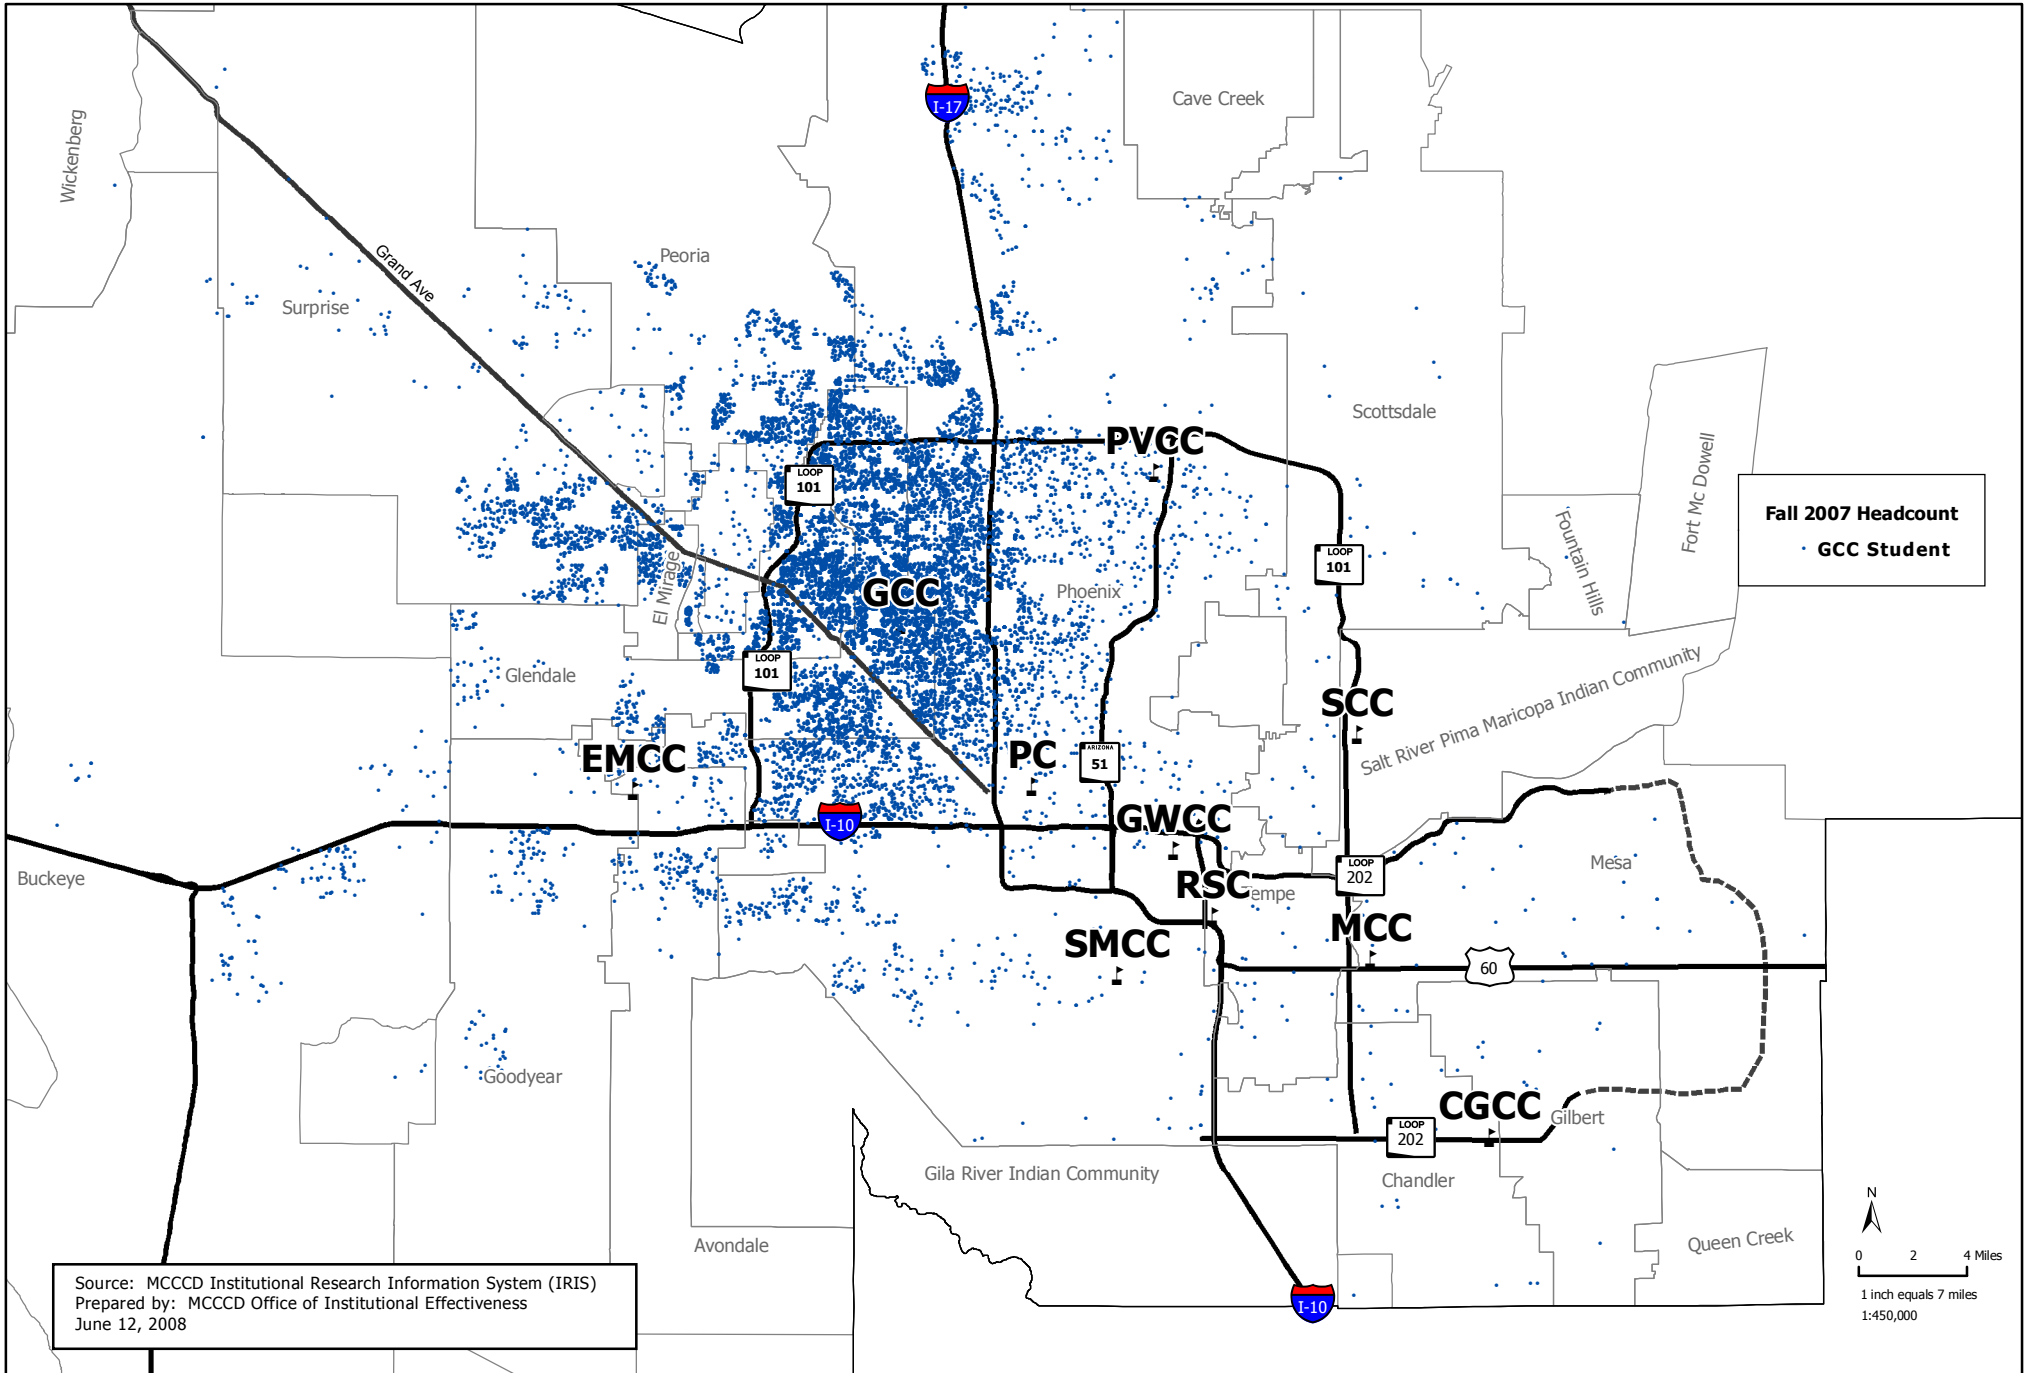 I-17
Cave Creek
Wickenberg
Peoria
Grand Ave
Surprise
Scottsdale
PVCC
LOOP
101
Fort Mc Dowell
Fall 2007 Headcount
GCC Student
'Fountain Hills
LOOP
101
El Mirage
GCC
Phoenix
LOOP
101
Glendale
SCC
Salt River Pima Maricopa Indian Community
EMCC
PC
ARIZONA
51
I-10
GWCC
Buckeye
LOOP
202
Mesa
RSC
empe
MCC
SMCC
60
Goodyear
CGCC
Gilbert
LOOP
202
Gila River Indian Community
Chandler
Avondale
Queen Creek
N
0 2 4 Miles
1 inch equals 7 miles
1:450,000
I-10
Source: MCCCD Institutional Research Information System (IRIS)
Prepared by: MCCCD Office of Institutional Effectiveness
June 12, 2008